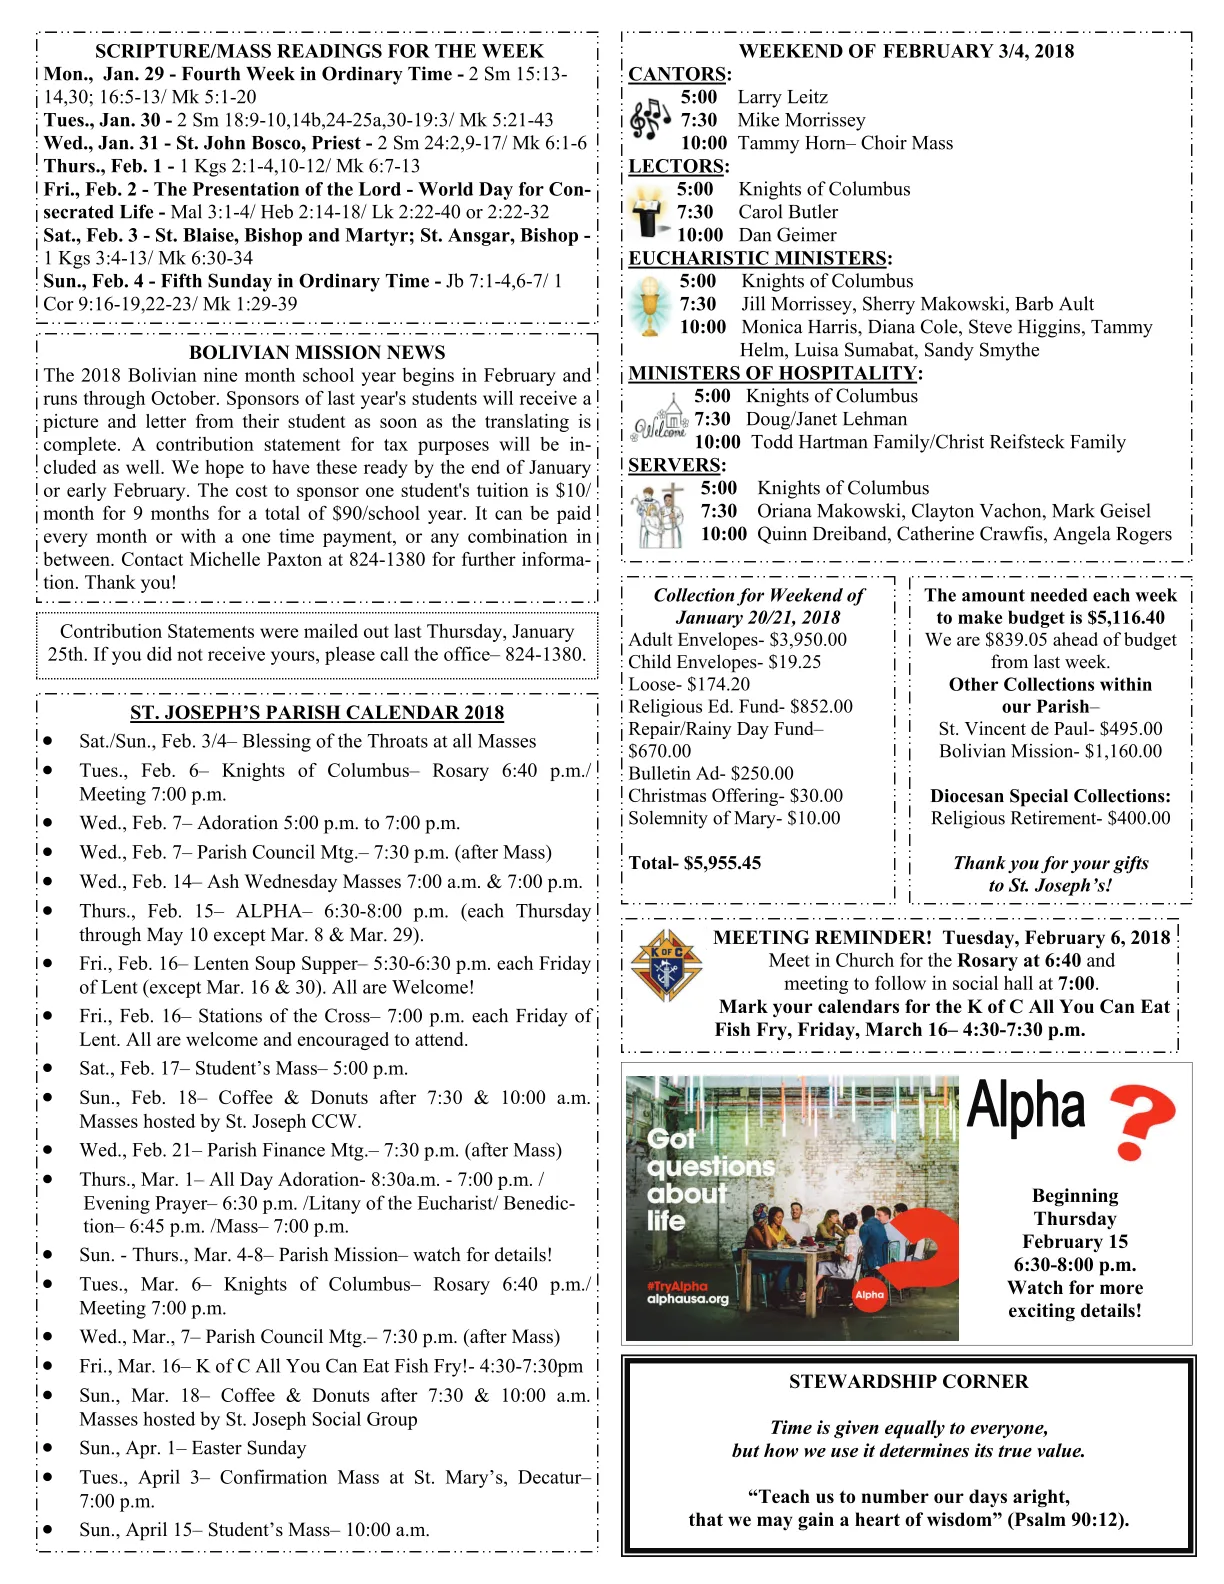 SCRIPTURE/MASS READINGS FOR THE WEEK
Mon.,  Jan. 29 - Fourth Week in Ordinary Time - 2 Sm 15:13-
14,30; 16:5-13/ Mk 5:1-20
Tues., Jan. 30 - 2 Sm 18:9-10,14b,24-25a,30-19:3/ Mk 5:21-43
Wed., Jan. 31 - St. John Bosco, Priest - 2 Sm 24:2,9-17/ Mk 6:1-6
Thurs., Feb. 1 - 1 Kgs 2:1-4,10-12/ Mk 6:7-13
Fri., Feb. 2 - The Presentation of the Lord - World Day for Con-
secrated Life - Mal 3:1-4/ Heb 2:14-18/ Lk 2:22-40 or 2:22-32
Sat., Feb. 3 - St. Blaise, Bishop and Martyr; St. Ansgar, Bishop -
1 Kgs 3:4-13/ Mk 6:30-34
Sun., Feb. 4 - Fifth Sunday in Ordinary Time - Jb 7:1-4,6-7/ 1
Cor 9:16-19,22-23/ Mk 1:29-39
BOLIVIAN MISSION NEWS
The 2018 Bolivian nine month school year begins in February and
runs through October. Sponsors of last year's students will receive a
picture and letter from their student as soon as the translating is
complete. A contribution statement for tax purposes will be in-
cluded as well. We hope to have these ready by the end of January
or early February. The cost to sponsor one student's tuition is $10/
month for 9 months for a total of $90/school year. It can be paid
every month or with a one time payment, or any combination in
between. Contact Michelle Paxton at 824-1380 for further informa-
tion. Thank you!
Contribution Statements were mailed out last Thursday, January
25th. If you did not receive yours, please call the office– 824-1380.
ST. JOSEPH’S PARISH CALENDAR 2018
• Sat./Sun., Feb. 3/4– Blessing of the Throats at all Masses
• Tues., Feb. 6– Knights of Columbus– Rosary 6:40 p.m./
Meeting 7:00 p.m.
• Wed., Feb. 7– Adoration 5:00 p.m. to 7:00 p.m.
• Wed., Feb. 7– Parish Council Mtg.– 7:30 p.m. (after Mass)
• Wed., Feb. 14– Ash Wednesday Masses 7:00 a.m. & 7:00 p.m.
• Thurs., Feb. 15– ALPHA– 6:30-8:00 p.m. (each Thursday
through May 10 except Mar. 8 & Mar. 29).
• Fri., Feb. 16– Lenten Soup Supper– 5:30-6:30 p.m. each Friday
of Lent (except Mar. 16 & 30). All are Welcome!
• Fri., Feb. 16– Stations of the Cross– 7:00 p.m. each Friday of
Lent. All are welcome and encouraged to attend.
• Sat., Feb. 17– Student’s Mass– 5:00 p.m.
• Sun., Feb. 18– Coffee & Donuts after 7:30 & 10:00 a.m.
Masses hosted by St. Joseph CCW.
• Wed., Feb. 21– Parish Finance Mtg.– 7:30 p.m. (after Mass)
• Thurs., Mar. 1– All Day Adoration- 8:30a.m. - 7:00 p.m. /
Evening Prayer– 6:30 p.m. /Litany of the Eucharist/ Benedic-
tion– 6:45 p.m. /Mass– 7:00 p.m.
• Sun. - Thurs., Mar. 4-8– Parish Mission– watch for details!
• Tues., Mar. 6– Knights of Columbus– Rosary 6:40 p.m./
Meeting 7:00 p.m.
• Wed., Mar., 7– Parish Council Mtg.– 7:30 p.m. (after Mass)
• Fri., Mar. 16– K of C All You Can Eat Fish Fry!- 4:30-7:30pm
• Sun., Mar. 18– Coffee & Donuts after 7:30 & 10:00 a.m.
Masses hosted by St. Joseph Social Group
• Sun., Apr. 1– Easter Sunday
• Tues., April 3– Confirmation Mass at St. Mary’s, Decatur–
7:00 p.m.
• Sun., April 15– Student’s Mass– 10:00 a.m.
WEEKEND OF FEBRUARY 3/4, 2018
CANTORS:
5:00 Larry Leitz
7:30 Mike Morrissey
10:00 Tammy Horn– Choir Mass
LECTORS:
5:00 Knights of Columbus
7:30 Carol Butler
10:00 Dan Geimer
EUCHARISTIC MINISTERS:
5:00 Knights of Columbus
7:30 Jill Morrissey, Sherry Makowski, Barb Ault
10:00 Monica Harris, Diana Cole, Steve Higgins, Tammy
Helm, Luisa Sumabat, Sandy Smythe
MINISTERS OF HOSPITALITY:
5:00 Knights of Columbus
Welcome
7:30 Doug/Janet Lehman
10:00 Todd Hartman Family/Christ Reifsteck Family
SERVERS:
5:00 Knights of Columbus
7:30 Oriana Makowski, Clayton Vachon, Mark Geisel
10:00 Quinn Dreiband, Catherine Crawfis, Angela Rogers
Collection for Weekend of
January 20/21, 2018
Adult Envelopes- $3,950.00
Child Envelopes- $19.25
Loose- $174.20
Religious Ed. Fund- $852.00
Repair/Rainy Day Fund–
$670.00
Bulletin Ad- $250.00
Christmas Offering- $30.00
Solemnity of Mary- $10.00
Total- $5,955.45
The amount needed each week
to make budget is $5,116.40
We are $839.05 ahead of budget
from last week.
Other Collections within
our Parish–
St. Vincent de Paul- $495.00
Bolivian Mission- $1,160.00
Diocesan Special Collections:
Religious Retirement- $400.00
Thank you for your gifts
to St. Joseph’s!
K OF C
MEETING REMINDER!  Tuesday, February 6, 2018
Meet in Church for the Rosary at 6:40 and
meeting to follow in social hall at 7:00.
Mark your calendars for the K of C All You Can Eat
Fish Fry, Friday, March 16– 4:30-7:30 p.m.
Got
questions
about
life
#TryAlpha
alphausa.org
Alpha
Alpha ?
Beginning
Thursday
February 15
6:30-8:00 p.m.
Watch for more
exciting details!
STEWARDSHIP CORNER
Time is given equally to everyone,
but how we use it determines its true value.
“Teach us to number our days aright,
that we may gain a heart of wisdom” (Psalm 90:12).